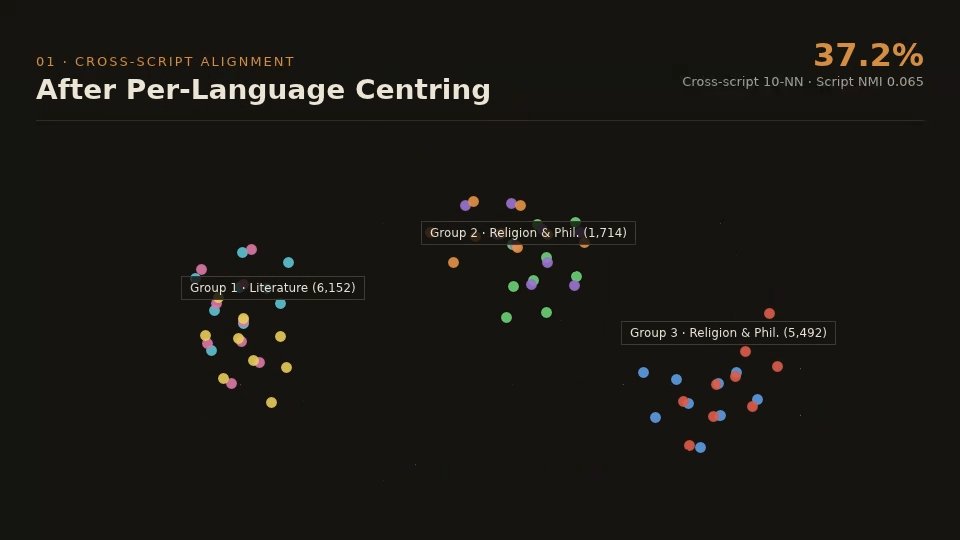 01 · CROSS-SCRIPT ALIGNMENT
After Per-Language Centring
37.2%
Cross-script 10-NN · Script NMI 0.065
Group 2 · Religion & Phil. (1,714)
Group 1 · Literature (6,152)
Group 3 · Religion & Phil. (5,492)